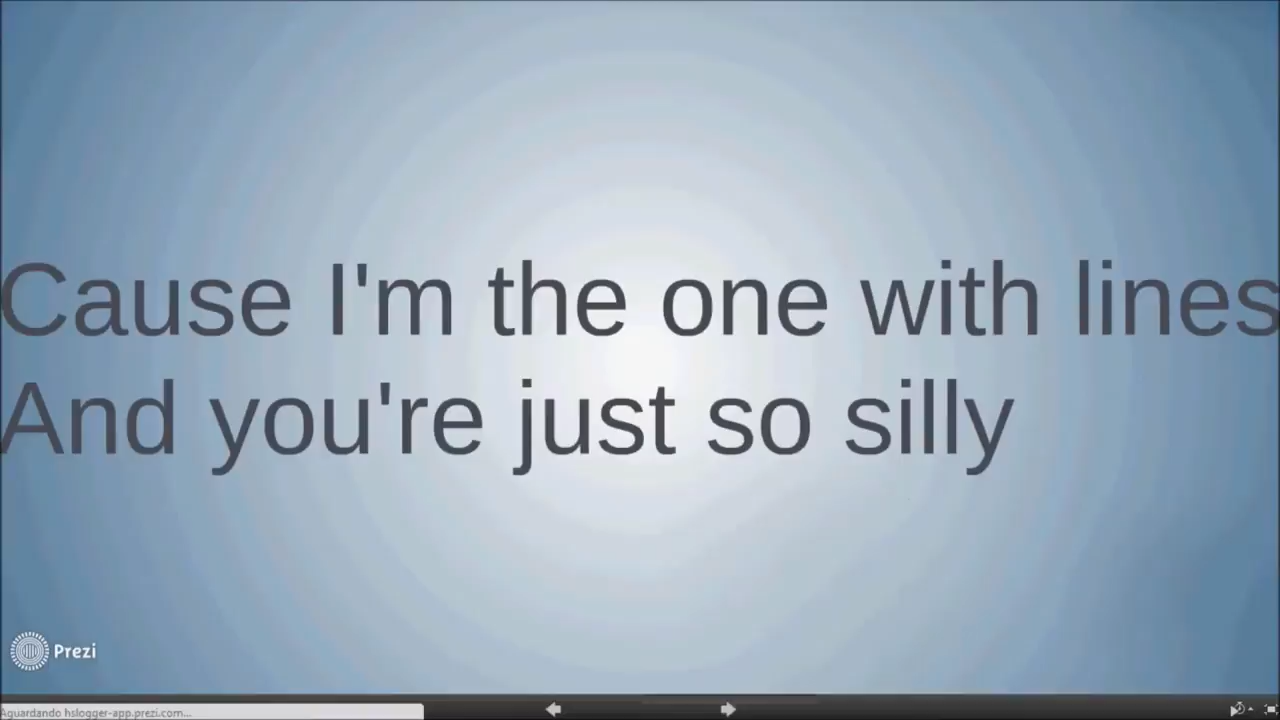 Cause I'm the one with lines
And you're just so silly
Prezi
Aguardando hslogger-app.prezi.com...